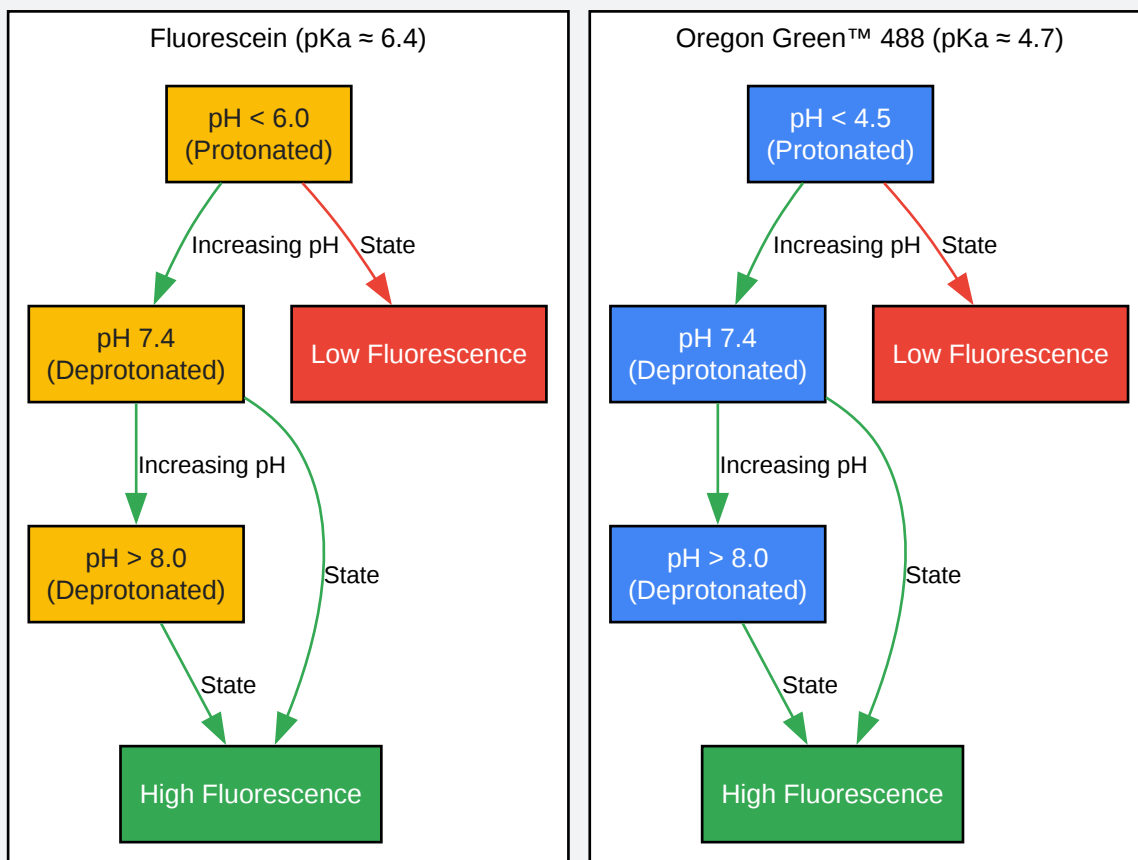 Fluorescein (pKa ≈ 6.4)
pH < 6.0
(Protonated)
Increasing pH
State
pH 7.4
(Deprotonated)
Low Fluorescence
Increasing pH
pH > 8.0
(Deprotonated)
State
State
High Fluorescence
Oregon Green™ 488 (pKa ≈ 4.7)
pH < 4.5
(Protonated)
Increasing pH
State
pH 7.4
(Deprotonated)
Low Fluorescence
Increasing pH
pH > 8.0
(Deprotonated)
State
State
High Fluorescence